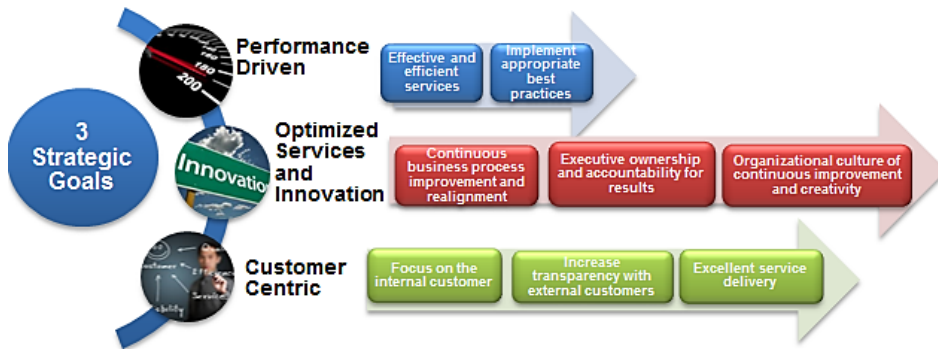 3
Strategic
Goals
180
180
200
Performance
Driven
Effective and
efficient
services
Implement
appropriate
best
practices
Innovatio
Optimized
Services
and
Innovation
Continuous
business process
improvement and
realignment
Executive ownership
and accountability for
results
Organizational culture of
continuous improvement
and creativity
Customer
Centric
Focus on the
internal customer
Increase
transparency with
external customers
Excellent service
delivery